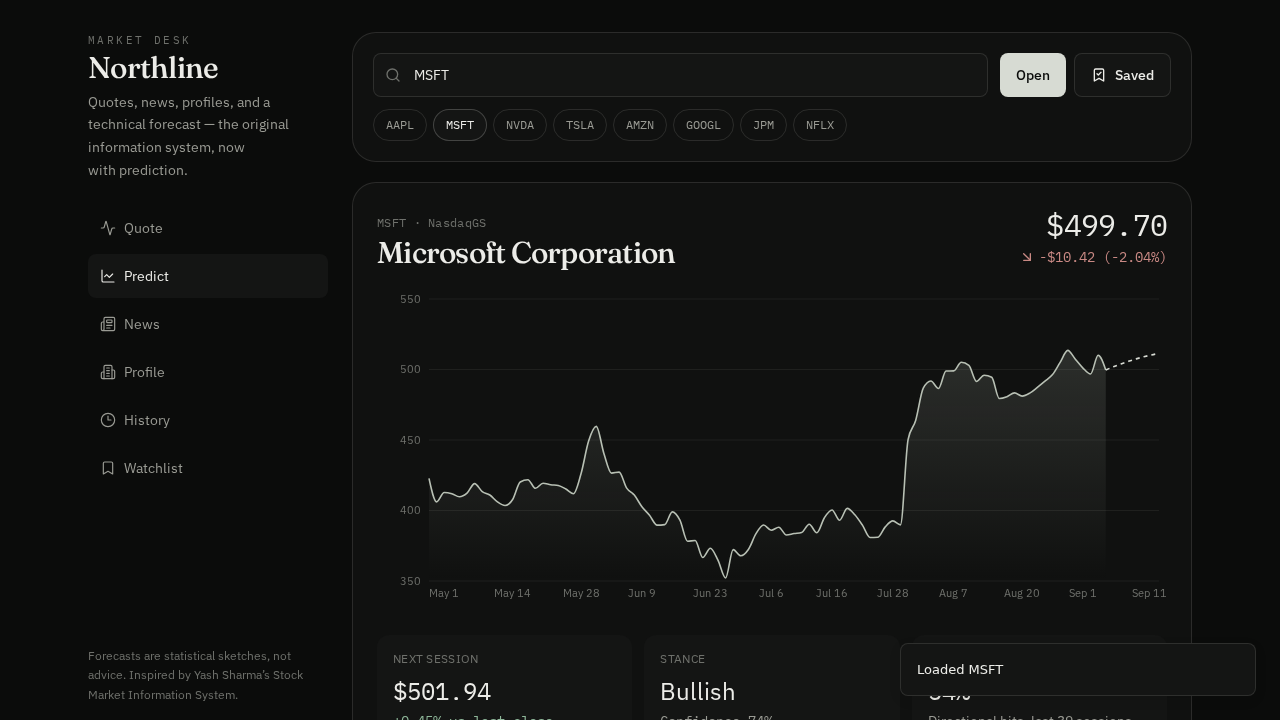 MARKET DESK
Northline
Quotes, news, profiles, and a
technical forecast — the original
information system, now
with prediction.
Quote
Predict
News
Profile
History
Watchlist
Forecasts are statistical sketches, not
advice. Inspired by Yash Sharma's Stock
Market Information System.
MSFT
Open
Saved
AAPL
MSFT
NVDA
TSLA
AMZN
GOOGL
JPM
NFLX
MSFT · NasdaqGS
Microsoft Corporation
$499.70
-$10.42 (-2.04%)
550
500
450
400
350
May 1
May 14
May 28
Jun 9
Jun 23
Jul 6
Jul 16
Jul 28
Aug 7
Aug 20
Sep 1
Sep 11
NEXT SESSION
$501.94
STANCE
Bullish
Loaded MSFT